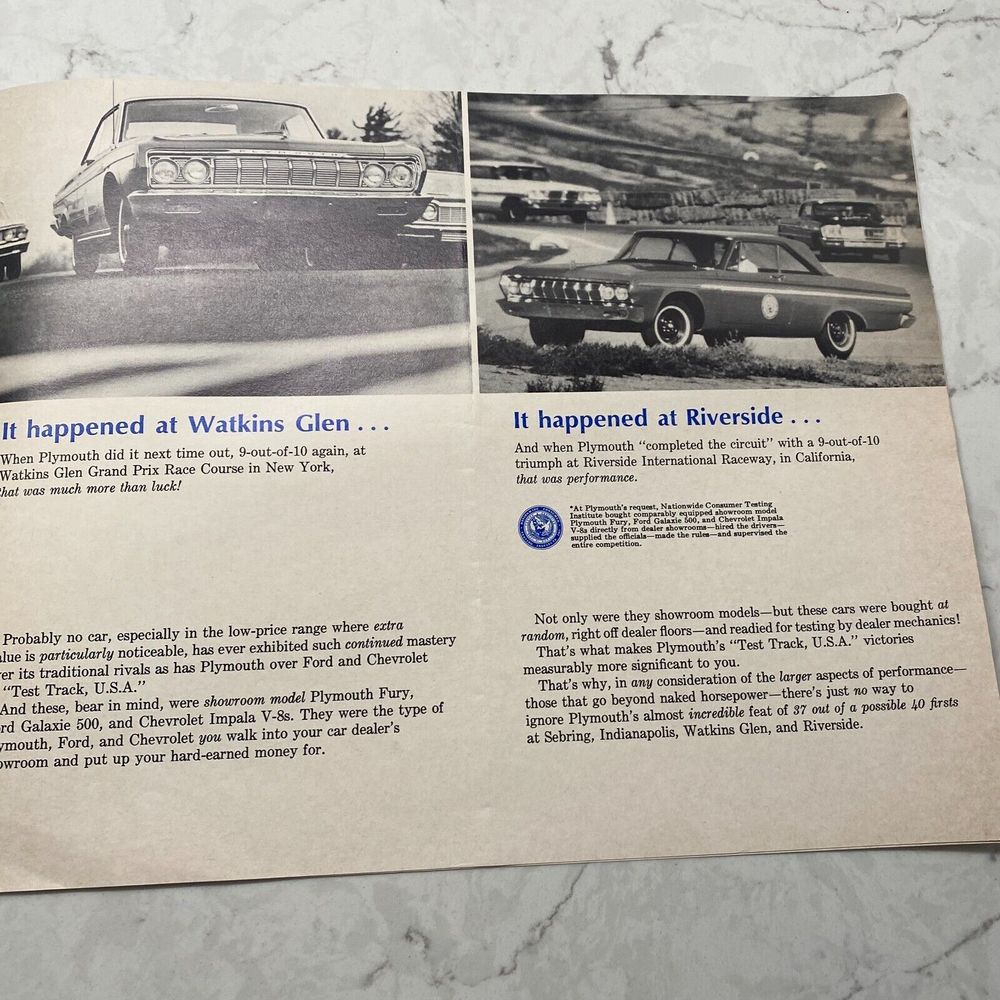 PLYMOUTH
It happened at Watkins Glen . . .
When Plymouth did it next time out, 9-out-of-10 again, at
Watkins Glen Grand Prix Race Course in New York,
that was much more than luck!
Probably no car, especially in the low-price range where extra
alue is particularly noticeable, has ever exhibited such continued mastery
er its traditional rivals as has Plymouth over Ford and Chevrolet
“Test Track, U.S.A.”
And these, bear in mind, were showroom model Plymouth Fury,
rd Galaxie 500, and Chevrolet Impala V-8s. They were the type of
ymouth, Ford, and Chevrolet you walk into your car dealer’s
owroom and put up your hard-earned money for.
It happened at Riverside . . .
And when Plymouth “completed the circuit” with a 9-out-of-10
triumph at Riverside International Raceway, in California,
that was performance.
*At Plymouth’s request, Nationwide Consumer Testing
Institute bought comparably equipped showroom model
Plymouth Fury, Ford Galaxie 500, and Chevrolet Impala
V-8s directly from dealer showrooms—hired the drivers—
supplied the officials—made the rules—and supervised the
entire competition.
Not only were they showroom models—but these cars were bought at
random, right off dealer floors—and readied for testing by dealer mechanics!
That’s what makes Plymouth’s “Test Track, U.S.A.” victories
measurably more significant to you.
That’s why, in any consideration of the larger aspects of performance—
those that go beyond naked horsepower—there’s just no way to
ignore Plymouth’s almost incredible feat of 37 out of a possible 40 firsts
at Sebring, Indianapolis, Watkins Glen, and Riverside.